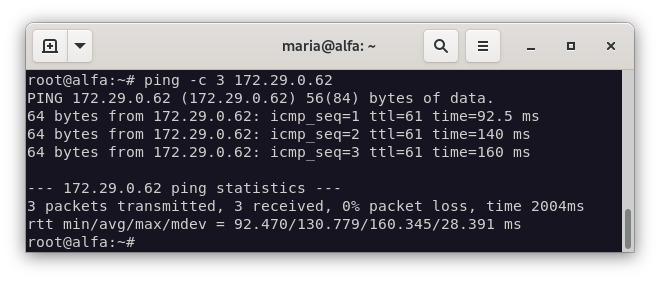 maria@alfa: ~
root@alfa:~# ping -c 3 172.29.0.62
PING 172.29.0.62 (172.29.0.62) 56(84) bytes of data.
64 bytes from 172.29.0.62: icmp_seq=1 ttl=61 time=92.5 ms
64 bytes from 172.29.0.62: icmp_seq=2 ttl=61 time=140 ms
64 bytes from 172.29.0.62: icmp_seq=3 ttl=61 time=160 ms

--- 172.29.0.62 ping statistics ---
3 packets transmitted, 3 received, 0% packet loss, time 2004ms
rtt min/avg/max/mdev = 92.470/130.779/160.345/28.391 ms
root@alfa:~#